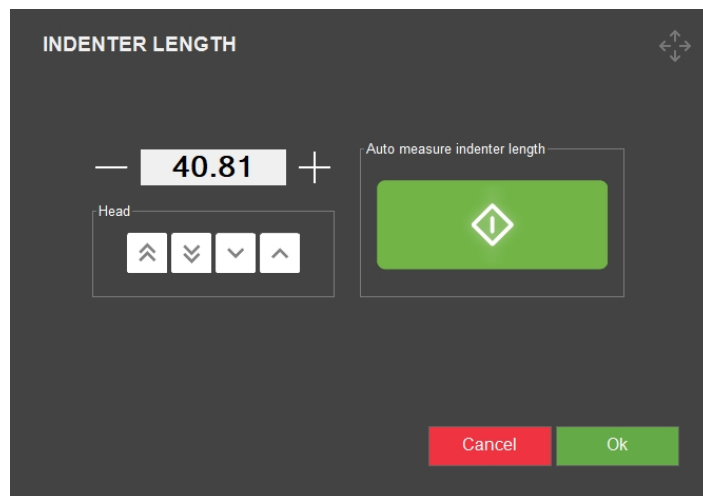 INDENTER LENGTH
40.81
Auto measure indenter length
Head
Cancel
Ok